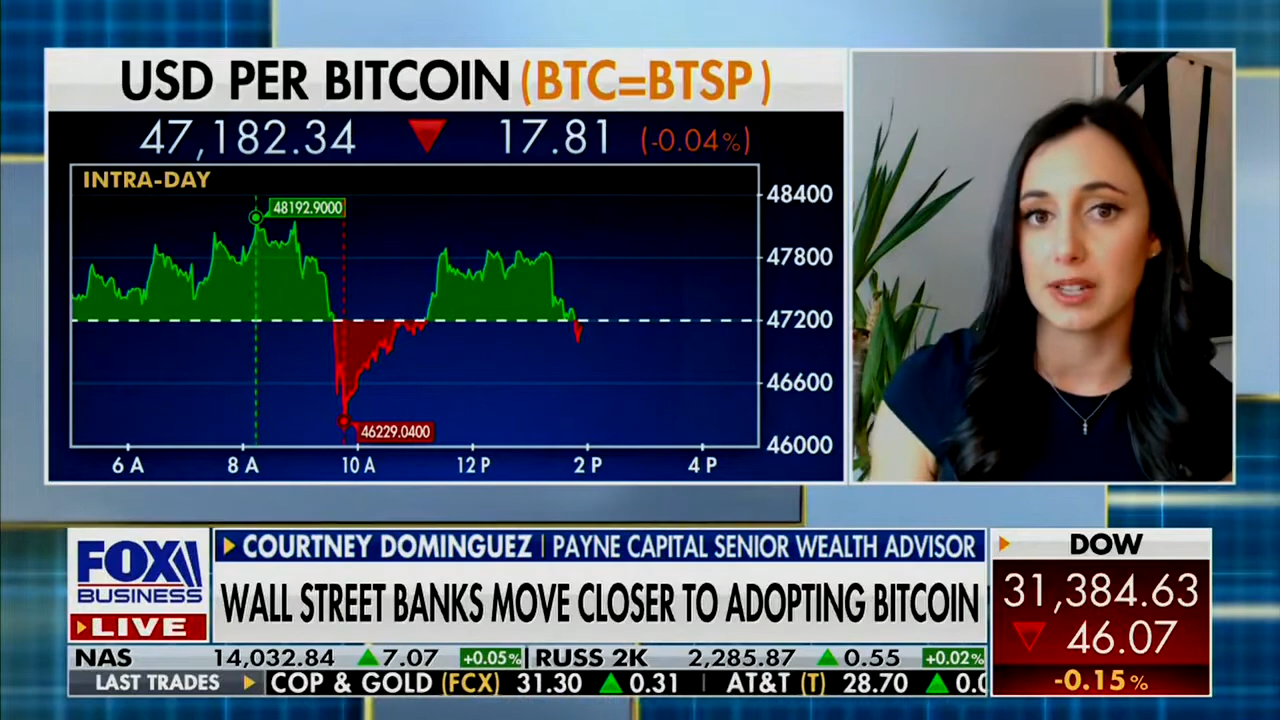 USD PER BITCOIN (BTC=BTSP)
47,182.34 ▼ 17.81 (-0.04%)
INTRA-DAY
48192.9000
46229.0400
48400
47800
47200
46600
46000
6 A 8 A 10 A 12 P 2 P 4 P
FOX
BUSINESS
LIVE
COURTNEY DOMINGUEZ | PAYNE CAPITAL SENIOR WEALTH ADVISOR
WALL STREET BANKS MOVE CLOSER TO ADOPTING BITCOIN
DOW
31,384.63
▼ 46.07
-0.15%
NAS 14,032.84 ▲ 7.07 +0.05% | RUSS 2K 2,285.87 ▲ 0.55 +0.02%
LAST TRADES COP & GOLD (FCX) 31.30 ▲ 0.31 | AT&T (T) 28.70 ▲ 0.0